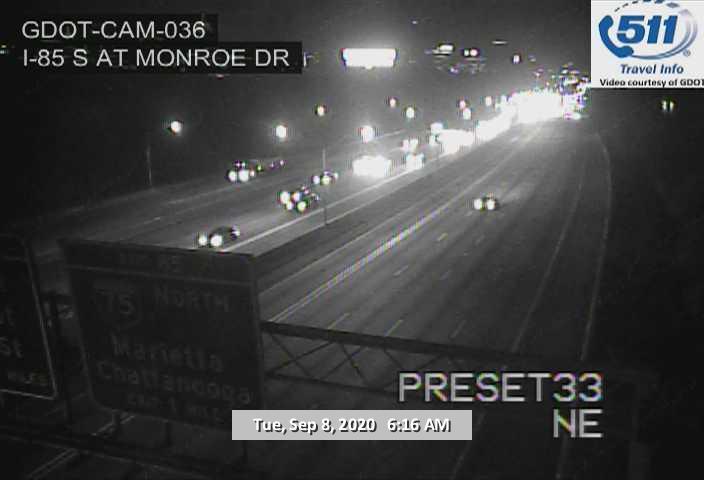 GDOT-CAM-036
I-85 S AT MONROE DR
511
Travel Info
Video courtesy of GDOT
75 NORTH
Marietta
Chattanooga
PRESET33
NE
Tue, Sep 8, 2020 6:16 AM